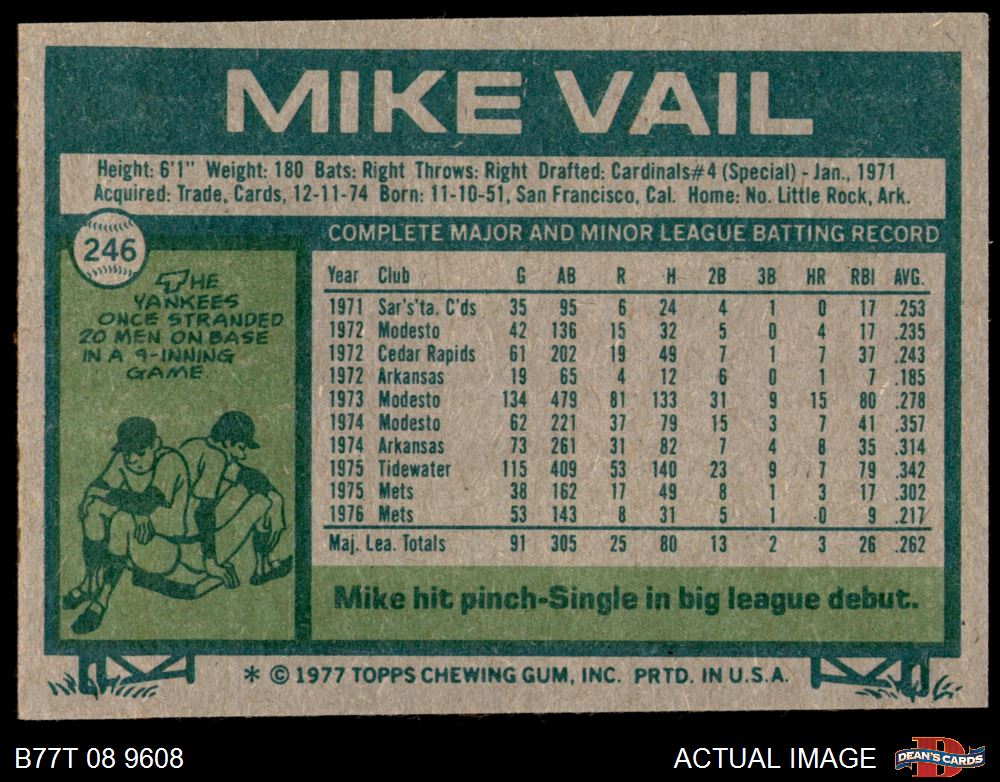 MIKE VAIL
Height: 6'1" Weight: 180 Bats: Right Throws: Right Drafted: Cardinals#4 (Special) - Jan., 1971
Acquired: Trade, Cards, 12-11-74 Born: 11-10-51, San Francisco, Cal. Home: No. Little Rock, Ark.
246
THE
YANKEES
ONCE STRANDED
20 MEN ON BASE
IN A 9-INNING
GAME.
COMPLETE MAJOR AND MINOR LEAGUE BATTING RECORD
Year Club G AB R H 2B 3B HR RBI AVG.
1971 Sar's'ta. C'ds 35 95 6 24 4 1 0 17 .253
1972 Modesto 42 136 15 32 5 0 4 17 .235
1972 Cedar Rapids 61 202 19 49 7 1 7 37 .243
1972 Arkansas 19 65 4 12 6 0 1 7 .185
1973 Modesto 134 479 81 133 31 9 15 80 .278
1974 Modesto 62 221 37 79 15 3 7 41 .357
1974 Arkansas 73 261 31 82 7 4 8 35 .314
1975 Tidewater 115 409 53 140 23 9 7 79 .342
1975 Mets 38 162 17 49 8 1 3 17 .302
1976 Mets 53 143 8 31 5 1 0 9 .217
Maj. Lea. Totals 91 305 25 80 13 2 3 26 .262
Mike hit pinch-Single in big league debut.
* © 1977 TOPPS CHEWING GUM, INC. PRTD. IN U.S.A.
B77T 08 9608
ACTUAL IMAGE
D
DEAN'S CARDS